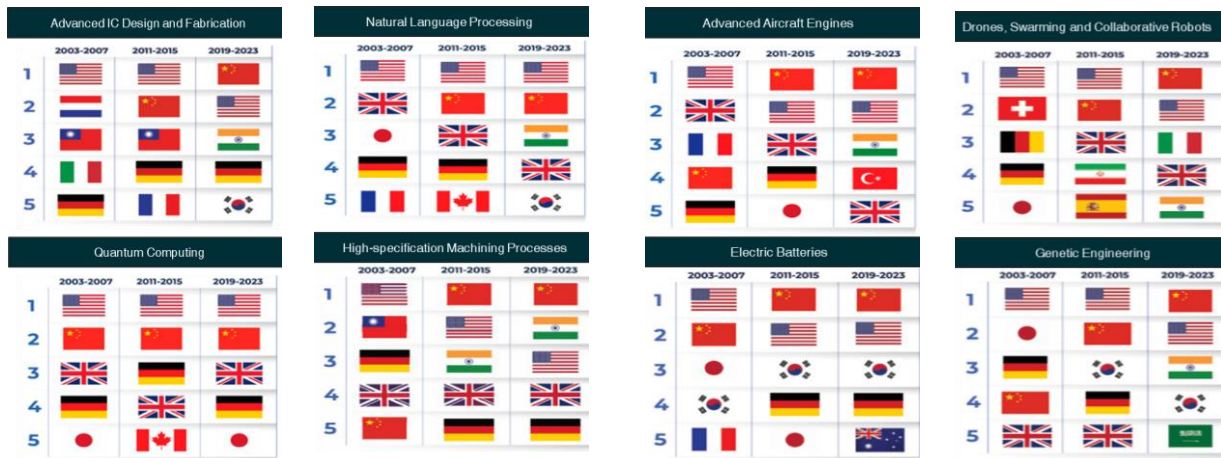 Advanced IC Design and Fabrication
2003-2007 2011-2015 2019-2023
1
2
3
4
5
Natural Language Processing
2003-2007 2011-2015 2019-2023
1
2
3
4
5
Advanced Aircraft Engines
2003-2007 2011-2015 2019-2023
1
2
3
4
5
Drones, Swarming and Collaborative Robots
2003-2007 2011-2015 2019-2023
1
2
3
4
5
Quantum Computing
2003-2007 2011-2015 2019-2023
1
2
3
4
5
High-specification Machining Processes
2003-2007 2011-2015 2019-2023
1
2
3
4
5
Electric Batteries
2003-2007 2011-2015 2019-2023
1
2
3
4
5
Genetic Engineering
2003-2007 2011-2015 2019-2023
1
2
3
4
5